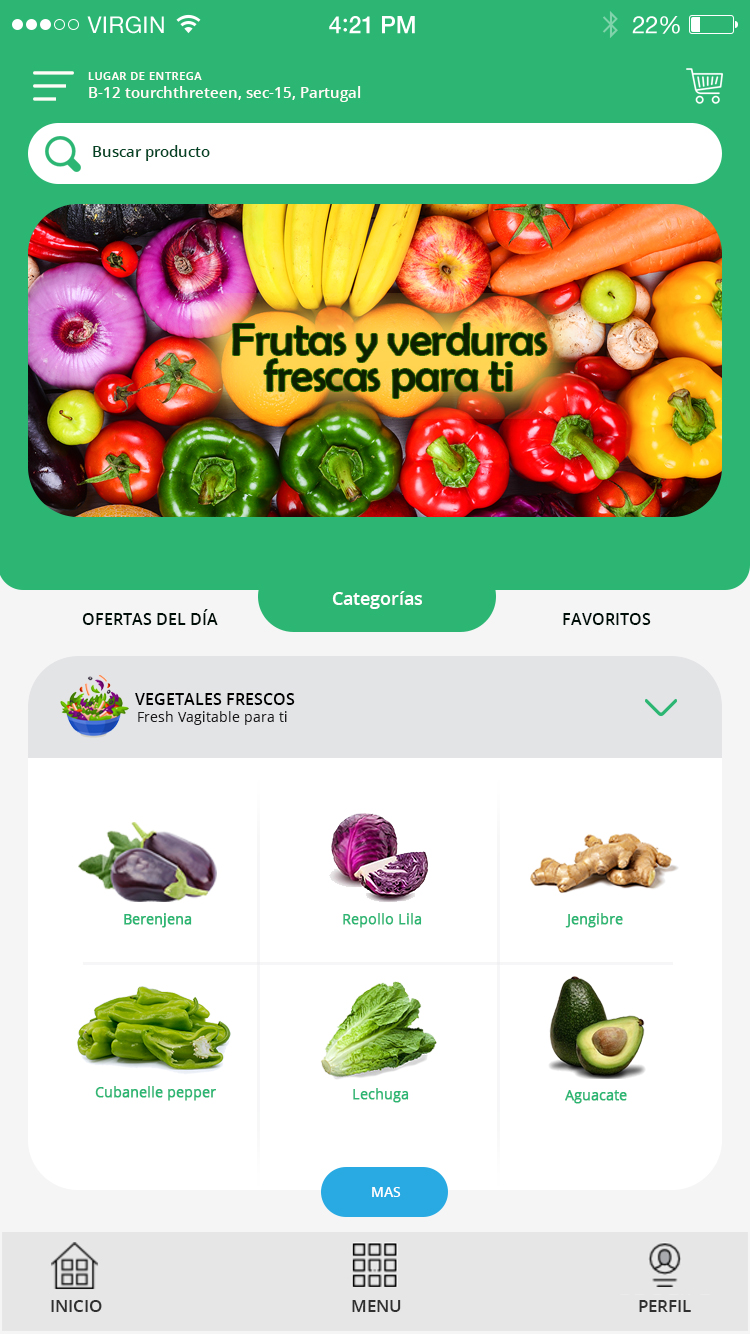 VIRGIN 4:21 PM 22%
LUGAR DE ENTREGA
B-12 tourchthreteen, sec-15, Partugal
Buscar producto
Frutas y verduras
frescas para ti
OFERTAS DEL DÍA
Categorías
FAVORITOS
VEGETALES FRESCOS
Fresh Vagitable para ti
Berenjena
Repollo Lila
Jengibre
Cubanelle pepper
Lechuga
Aguacate
MAS
INICIO
MENU
PERFIL